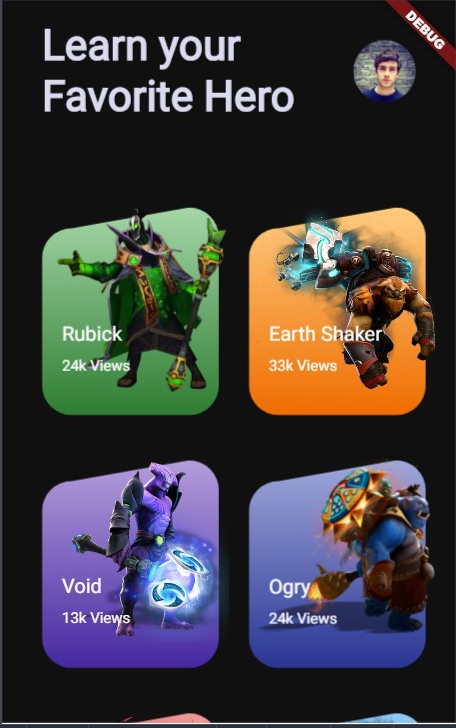 DEBUG
Learn your
Favorite Hero
Rubick
24k Views
Earth Shaker
33k Views
Void
13k Views
Ogry
24k Views